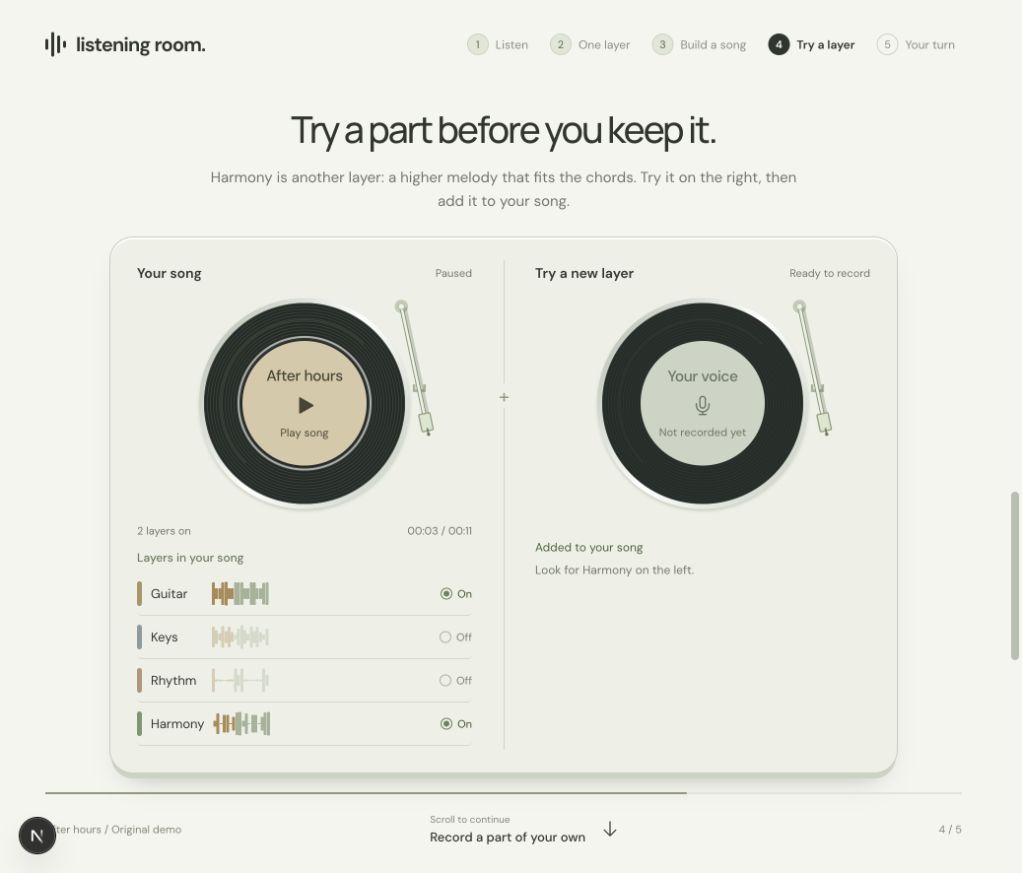 listening room.
1 Listen
2 One layer
3 Build a song
4 Try a layer
5 Your turn
Try a part before you keep it.
Harmony is another layer: a higher melody that fits the chords. Try it on the right, then
add it to your song.
Your song
Paused
After hours
Play song
2 layers on
00:03 / 00:11
Layers in your song
Guitar
On
Keys
Off
Rhythm
Off
Harmony
On
+
Try a new layer
Ready to record
Your voice
Not recorded yet
Added to your song
Look for Harmony on the left.
N
hours / Original demo
Scroll to continue
Record a part of your own
4 / 5